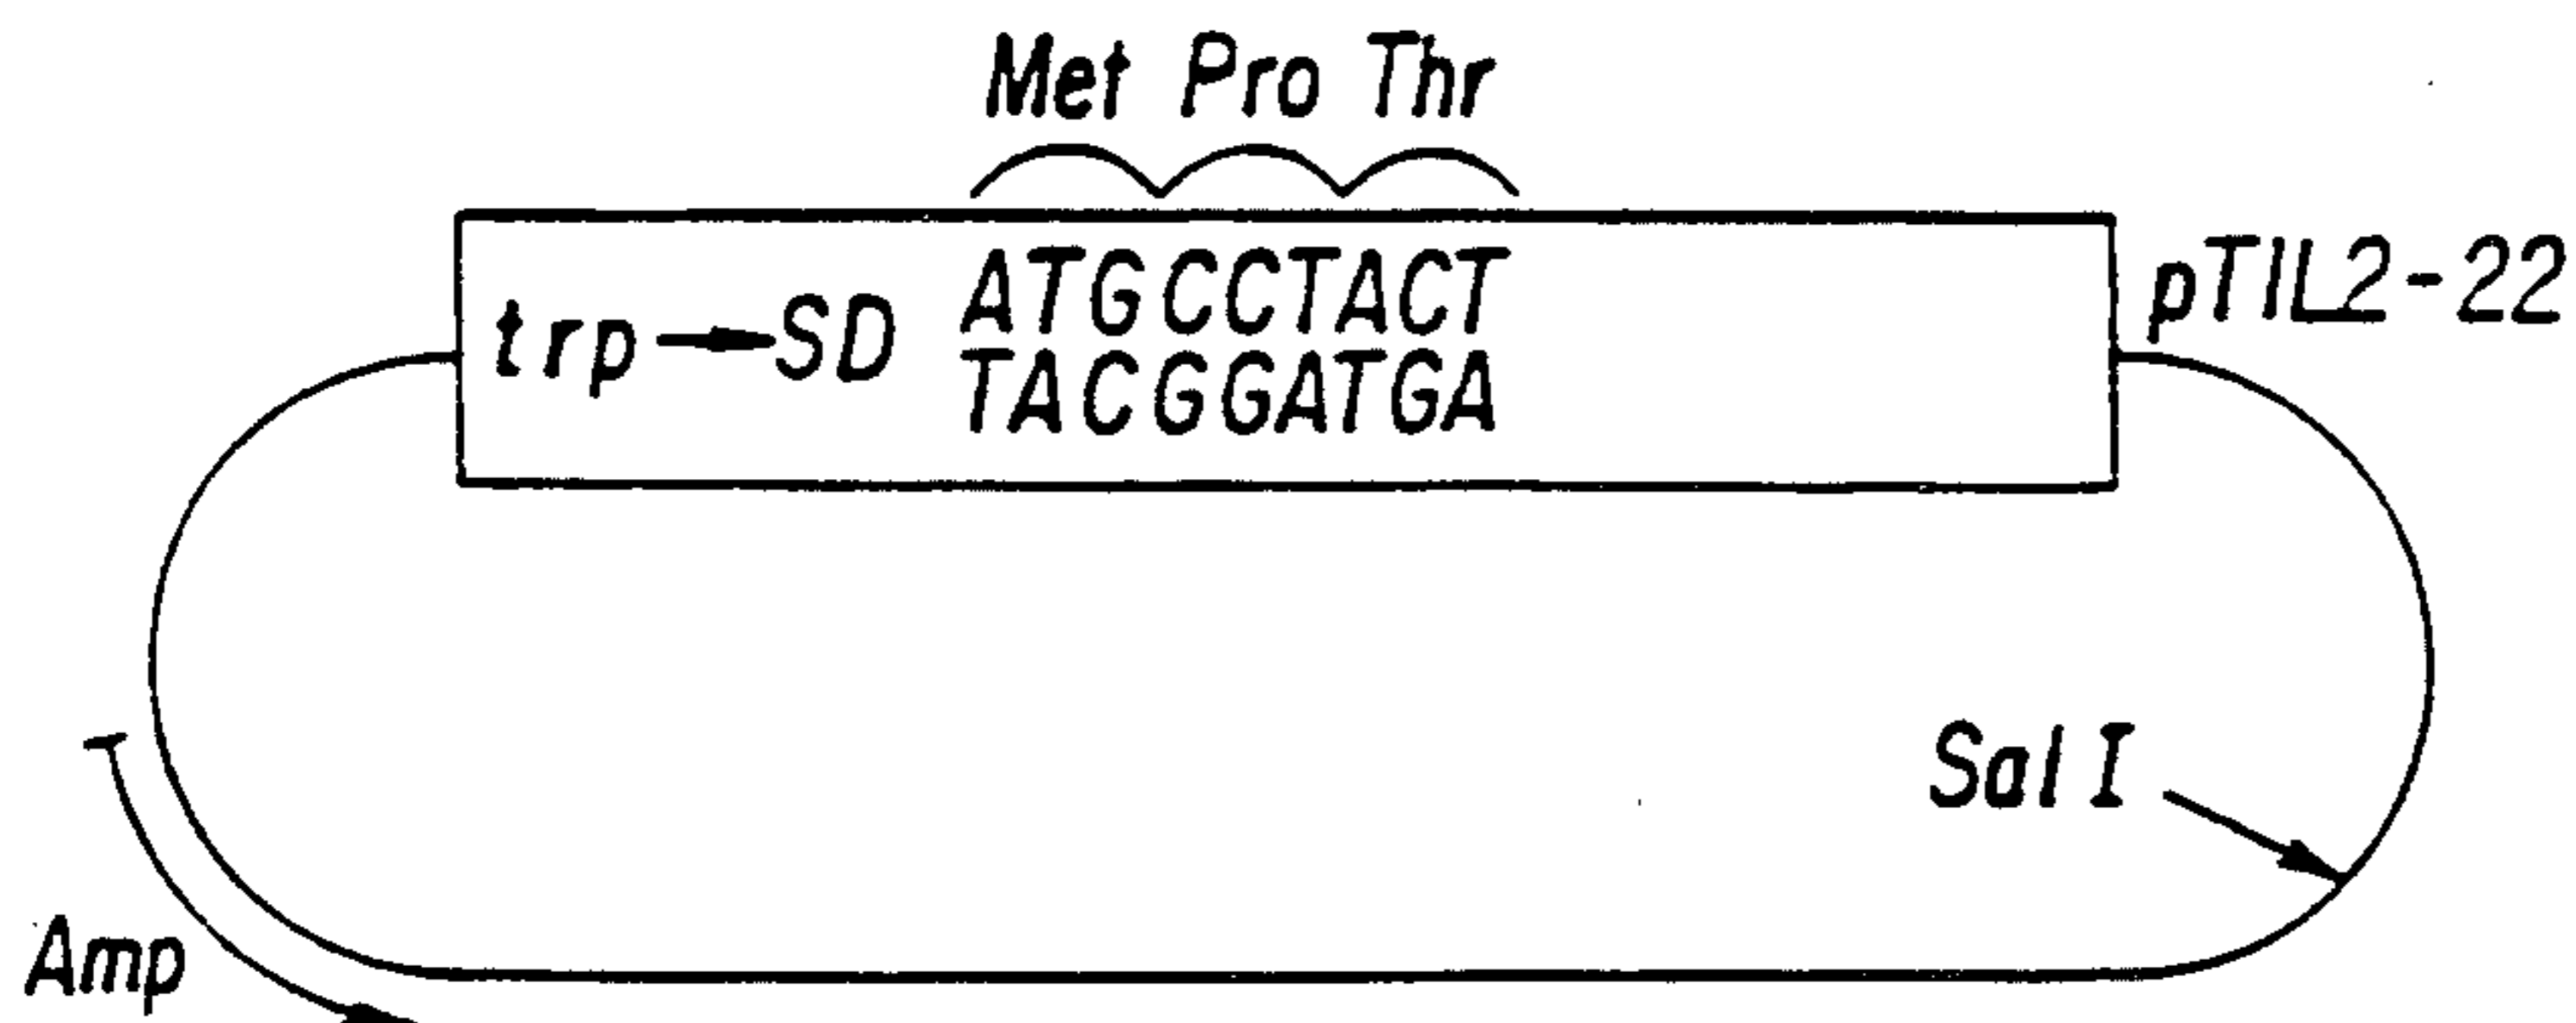 Met Pro Thr
ATGCCTACT
trp→SD
TACGGATGA
pTIL2-22
Sal I
Amp